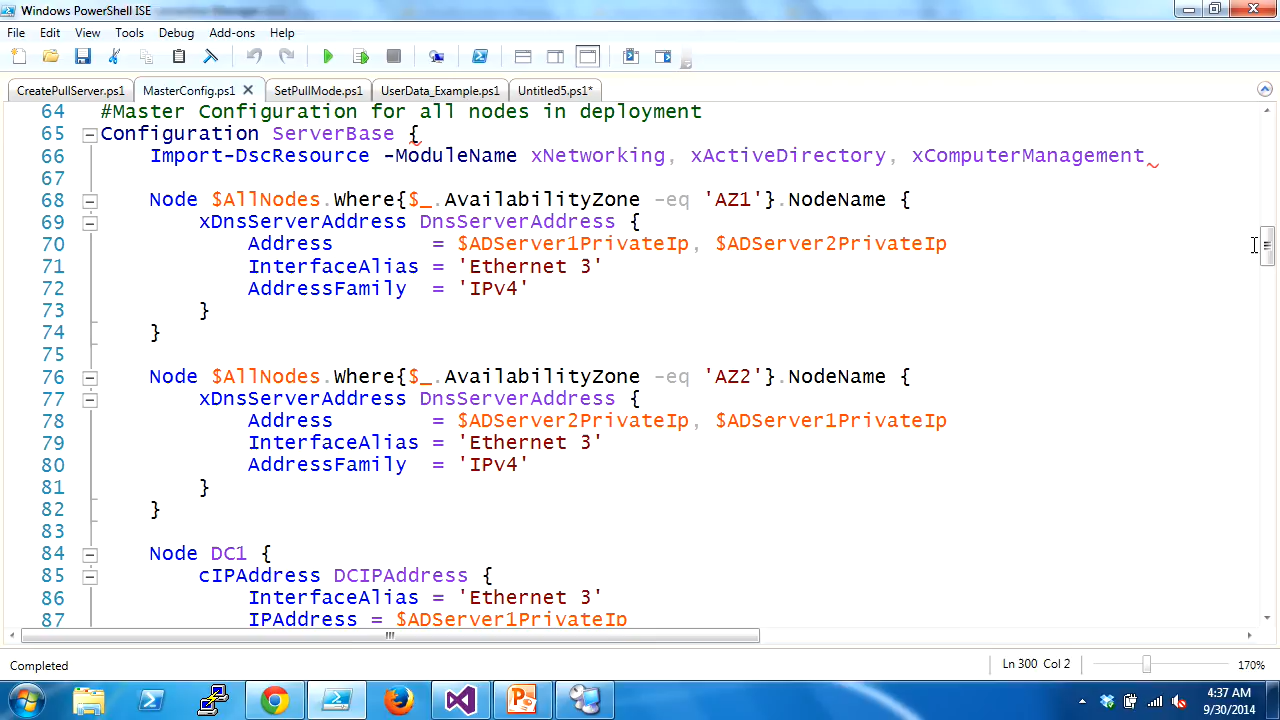 Windows PowerShell ISE
File Edit View Tools Debug Add-ons Help
CreatePullServer.ps1 MasterConfig.ps1 SetPullMode.ps1 UserData_Example.ps1 Untitled5.ps1*
64 #Master Configuration for all nodes in deployment
65 Configuration ServerBase {
66 Import-DscResource -ModuleName xNetworking, xActiveDirectory, xComputerManagement
67
68 Node $AllNodes.Where{$_.AvailabilityZone -eq 'AZ1'}.NodeName {
69 xDnsServerAddress DnsServerAddress {
70 Address = $ADServer1PrivateIp, $ADServer2PrivateIp
71 InterfaceAlias = 'Ethernet 3'
72 AddressFamily = 'IPv4'
73 }
74 }
75
76 Node $AllNodes.Where{$_.AvailabilityZone -eq 'AZ2'}.NodeName {
77 xDnsServerAddress DnsServerAddress {
78 Address = $ADServer2PrivateIp, $ADServer1PrivateIp
79 InterfaceAlias = 'Ethernet 3'
80 AddressFamily = 'IPv4'
81 }
82 }
83
84 Node DC1 {
85 cIPAddress DCIPAddress {
86 InterfaceAlias = 'Ethernet 3'
87 IPAddress = $ADServer1PrivateIp
Completed
Ln 300 Col 2
170%
4:37 AM
9/30/2014